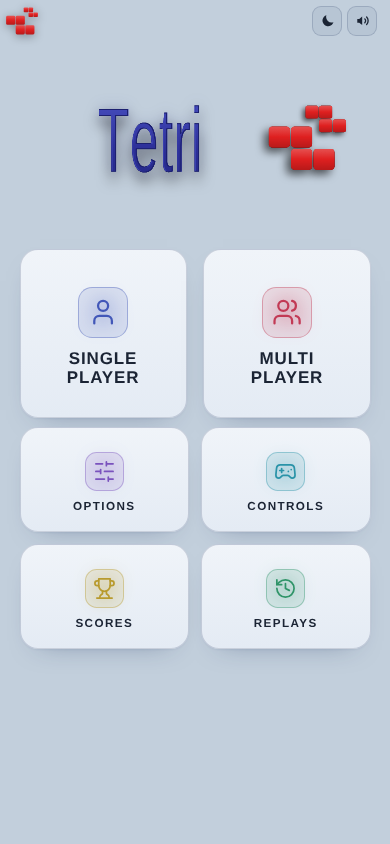 Tetri
SINGLE
PLAYER
MULTI
PLAYER
OPTIONS
CONTROLS
SCORES
REPLAYS